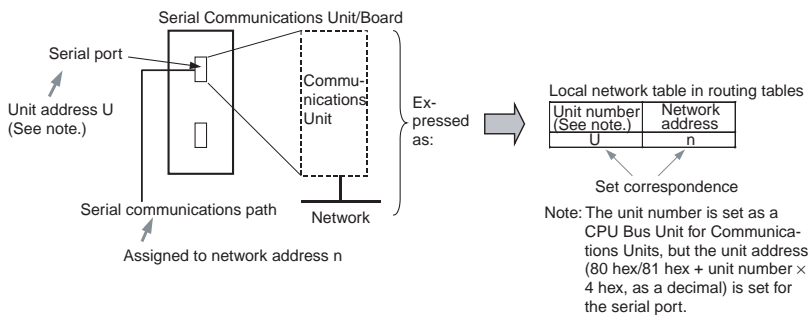 Serial Communications Unit/Board
Serial port
Unit address U
(See note.)
Commu-
nications
Unit
Ex-
pressed
as:
Serial communications path
Network
Assigned to network address n
Local network table in routing tables
Unit number
(See note.)
Network
address
U
n
Set correspondence
Note: The unit number is set as a
CPU Bus Unit for Communica-
tions Units, but the unit address
(80 hex/81 hex + unit number ×
4 hex, as a decimal) is set for
the serial port.